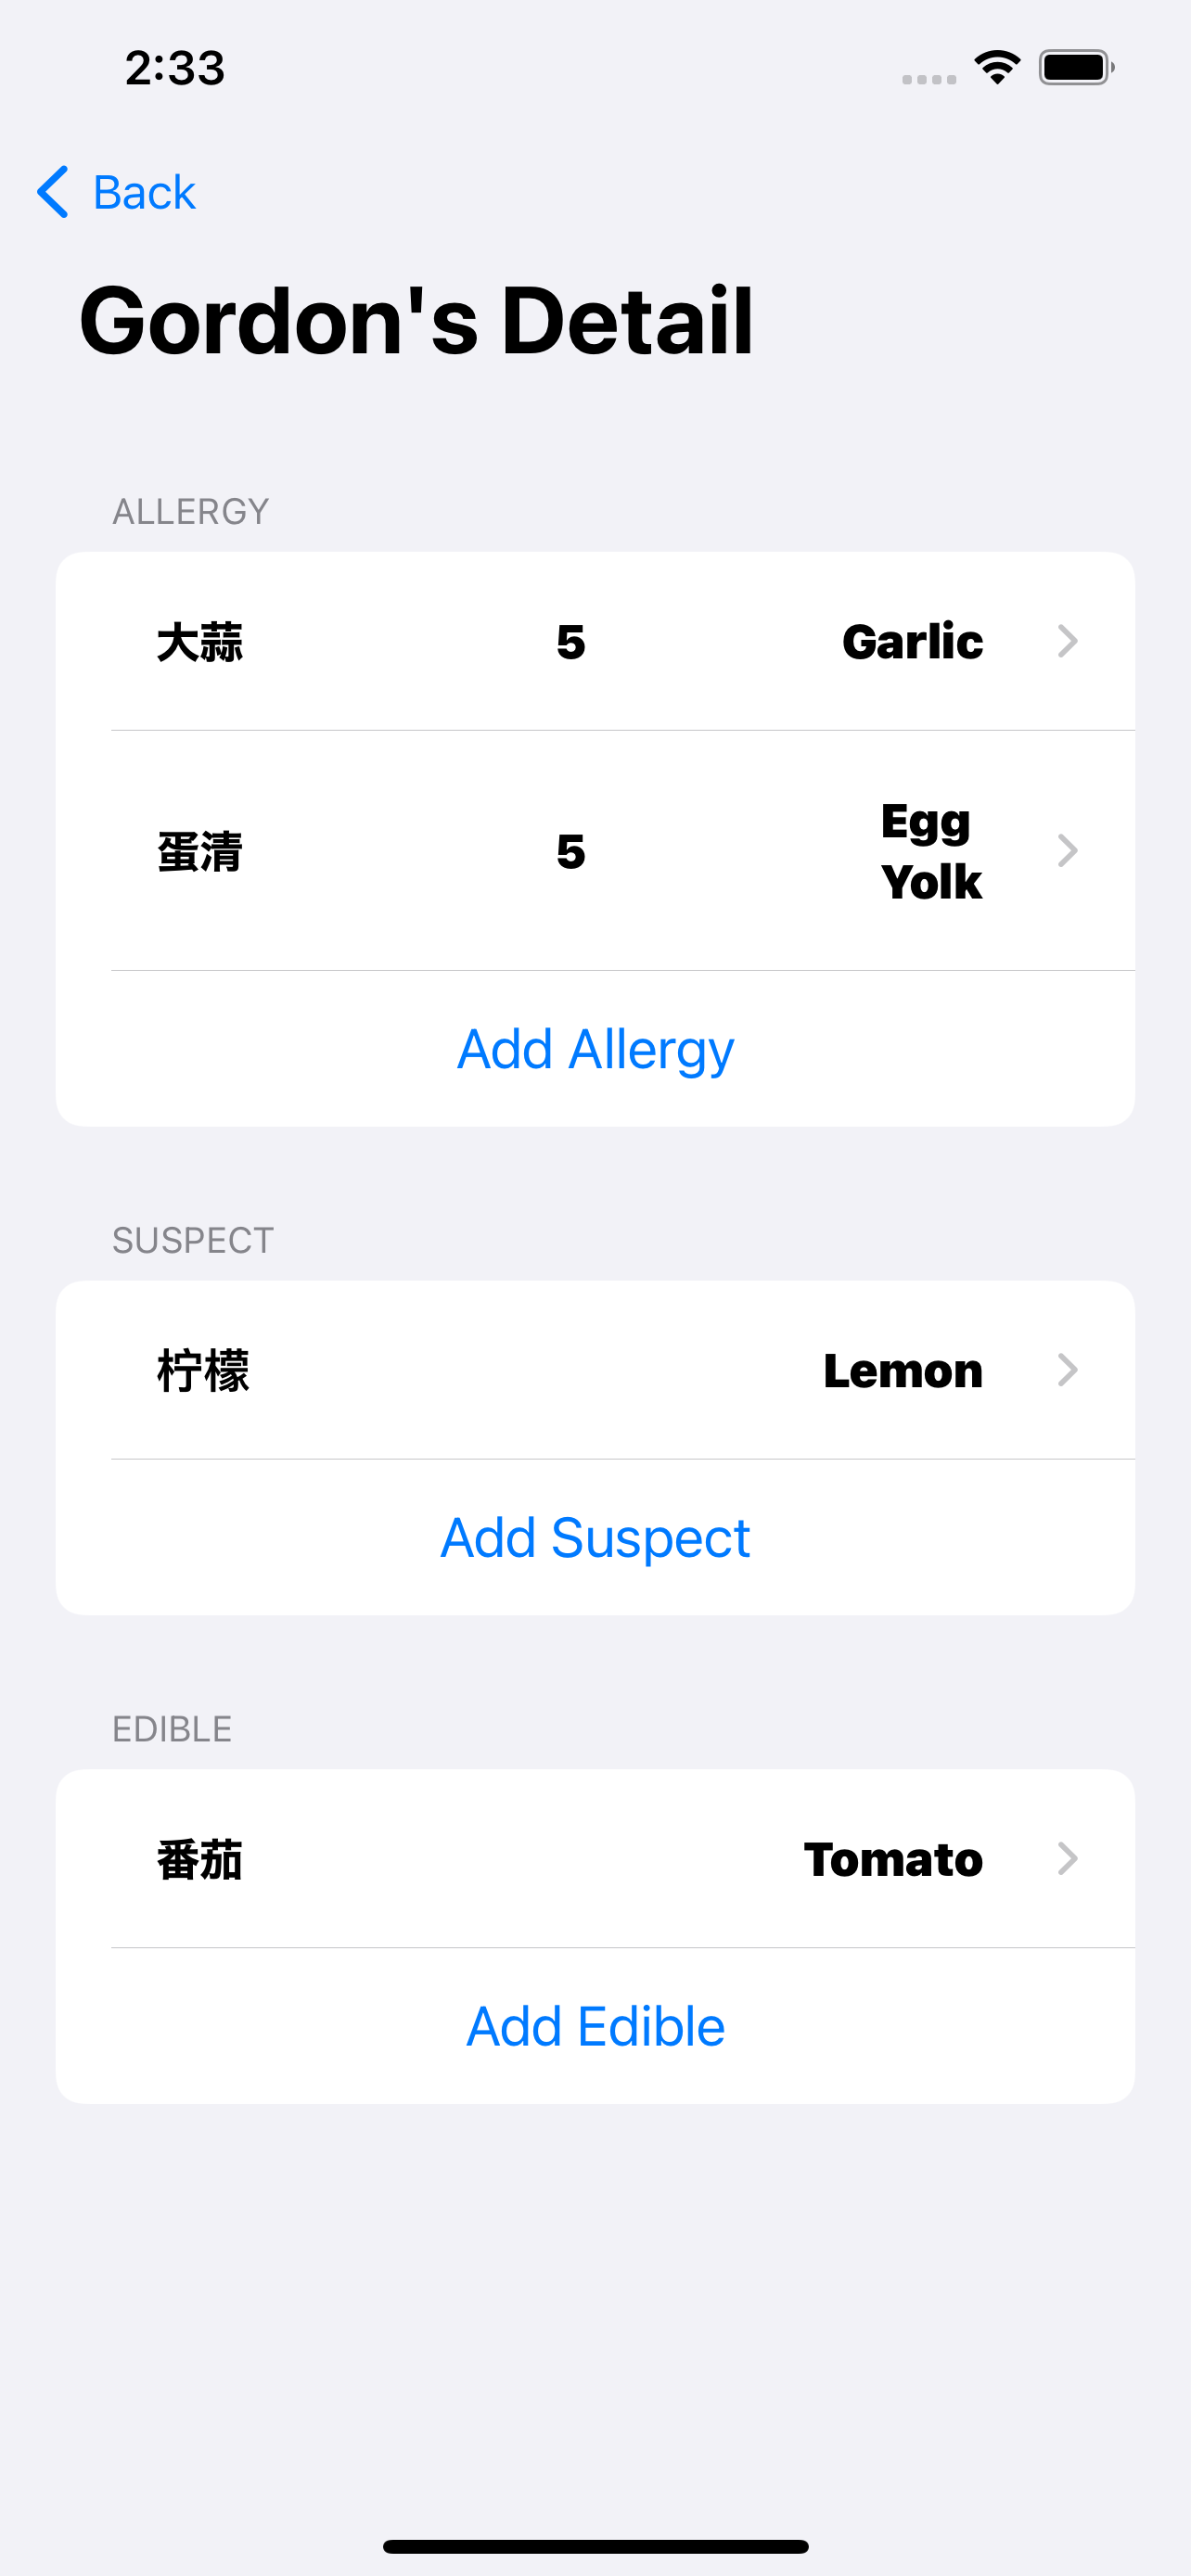 2:33
Back
Gordon's Detail
ALLERGY
大蒜 5 Garlic
蛋清 5 Egg Yolk
Add Allergy
SUSPECT
柠檬 Lemon
Add Suspect
EDIBLE
番茄 Tomato
Add Edible